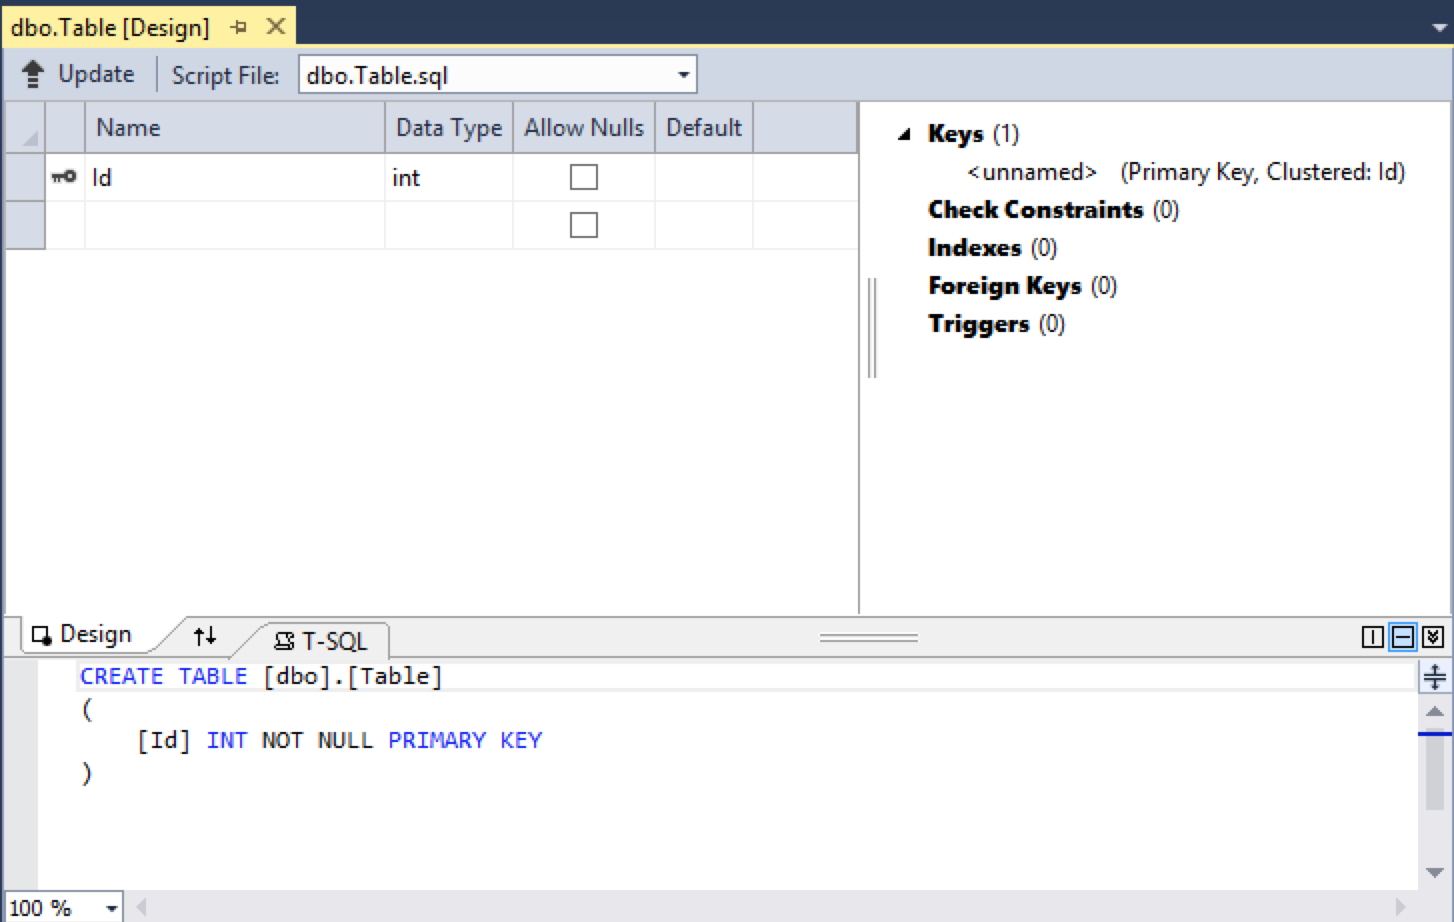 dbo.Table [Design]
Update
Script File:
dbo.Table.sql
Name
Data Type
Allow Nulls
Default
Id
int
Keys (1)
<unnamed> (Primary Key, Clustered: Id)
Check Constraints (0)
Indexes (0)
Foreign Keys (0)
Triggers (0)
Design
T-SQL
CREATE TABLE [dbo].[Table]
(
[Id] INT NOT NULL PRIMARY KEY
)
100 %